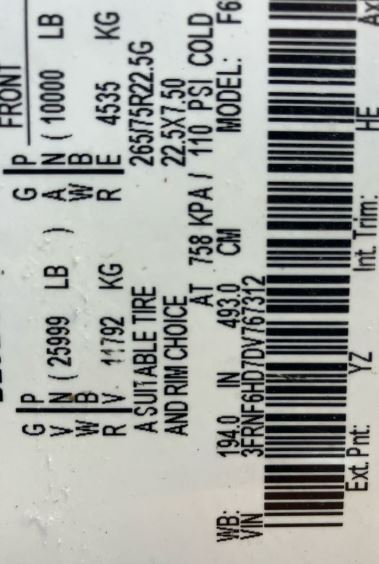 FRONT
G P G P
V N ( 25999 LB ) A N ( 10000 LB
W B W B
R V 11792 KG R E 4535 KG
A SUITABLE TIRE 265/75R22.5G
AND RIM CHOICE 22.5X7.50
AT 758 KPA / 110 PSI COLD
WB: 194.0 IN 493.0 CM MODEL: F6
VIN 3FRNF6HD7DV767312
Ext. Pnt: YZ Int. Trim: HE Ax